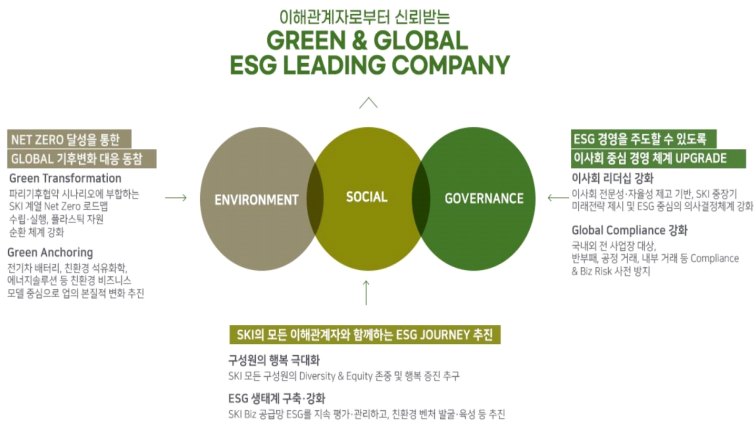 이해관계자로부터 신뢰받는
GREEN & GLOBAL
ESG LEADING COMPANY
NET ZERO 달성을 통한
GLOBAL 기후변화 대응 동참
Green Transformation
파리기후협약 시나리오에 부합하는
SKI 계열 Net Zero 로드맵
수립·실행, 플라스틱 자원
순환 체계 강화
Green Anchoring
전기차 배터리, 친환경 석유화학,
에너지솔루션 등 친환경 비즈니스
모델 중심으로 업의 본질적 변화 추진
ENVIRONMENT
SOCIAL
GOVERNANCE
ESG 경영을 주도할 수 있도록
이사회 중심 경영 체계 UPGRADE
이사회 리더십 강화
이사회 전문성·자율성 제고 기반, SKI 중장기
미래전략 제시 및 ESG 중심의 의사결정체계 강화
Global Compliance 강화
국내외 전 사업장 대상,
반부패, 공정 거래, 내부 거래 등 Compliance
& Biz Risk 사전 방지
SKI의 모든 이해관계자와 함께하는 ESG JOURNEY 추진
구성원의 행복 극대화
SKI 모든 구성원의 Diversity & Equity 존중 및 행복 증진 추구
ESG 생태계 구축·강화
SKI Biz 공급망 ESG를 지속 평가·관리하고, 친환경 벤쳐 발굴·육성 등 추진